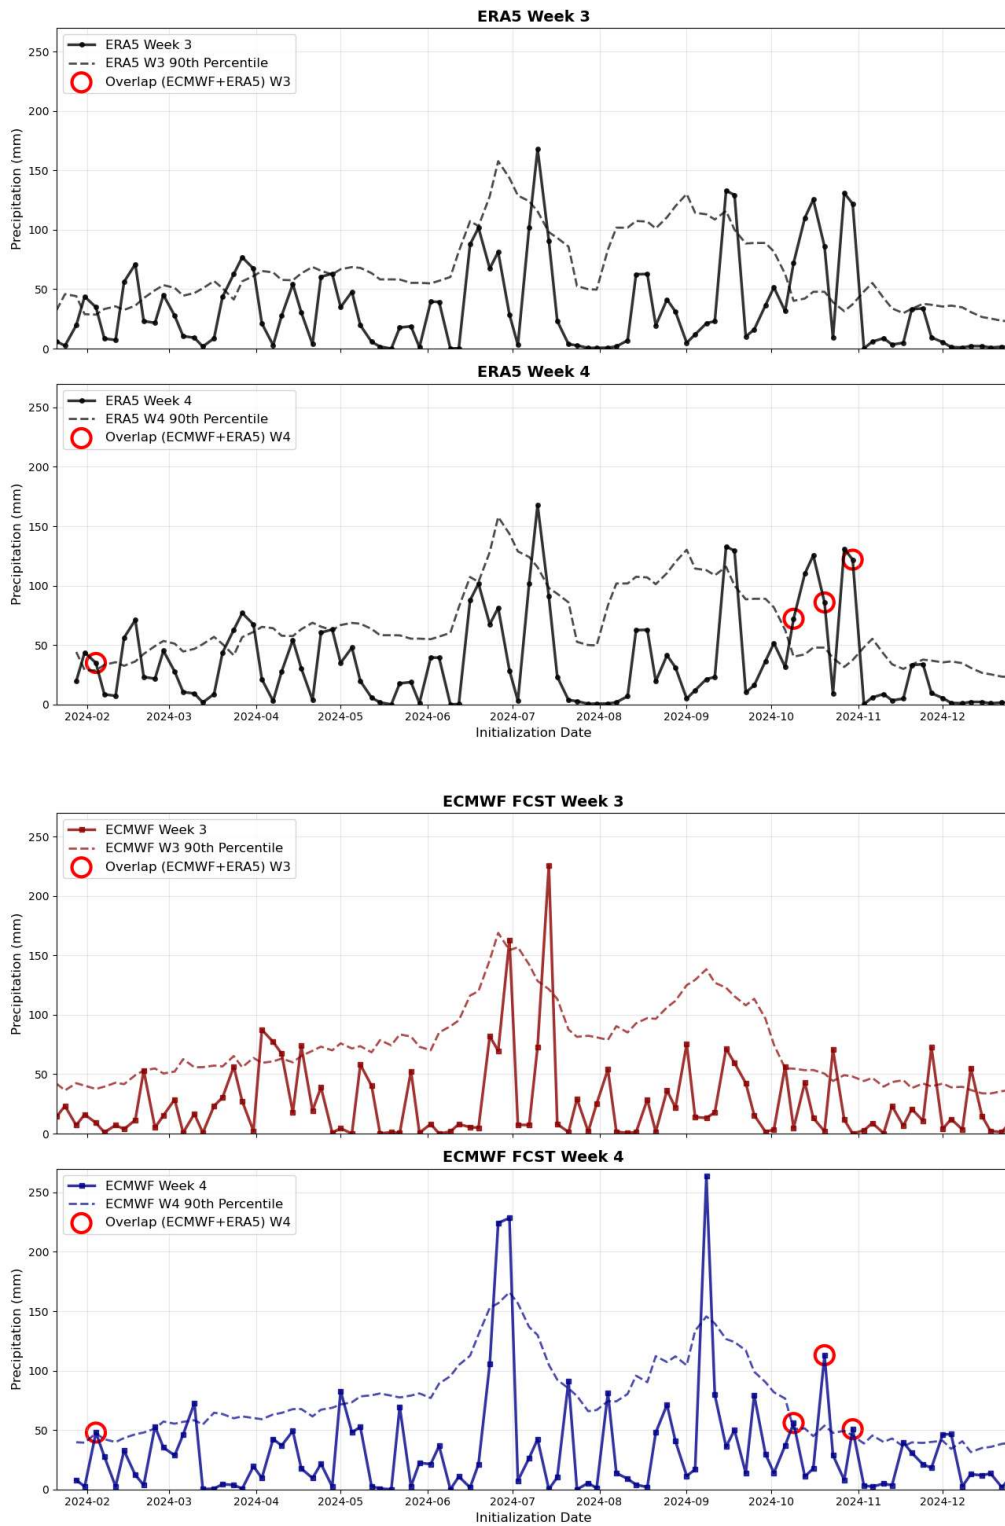 ERA5 Week 3
250
200
150
100
50
0
Precipitation (mm)
ERA5 Week 3
ERA5 W3 90th Percentile
Overlap (ECMWF+ERA5) W3
ERA5 Week 4
250
200
150
100
50
0
Precipitation (mm)
ERA5 Week 4
ERA5 W4 90th Percentile
Overlap (ECMWF+ERA5) W4
2024-02 2024-03 2024-04 2024-05 2024-06 2024-07 2024-08 2024-09 2024-10 2024-11 2024-12
Initialization Date
ECMWF FCST Week 3
250
200
150
100
50
0
Precipitation (mm)
ECMWF Week 3
ECMWF W3 90th Percentile
Overlap (ECMWF+ERA5) W3
ECMWF FCST Week 4
250
200
150
100
50
0
Precipitation (mm)
ECMWF Week 4
ECMWF W4 90th Percentile
Overlap (ECMWF+ERA5) W4
2024-02 2024-03 2024-04 2024-05 2024-06 2024-07 2024-08 2024-09 2024-10 2024-11 2024-12
Initialization Date